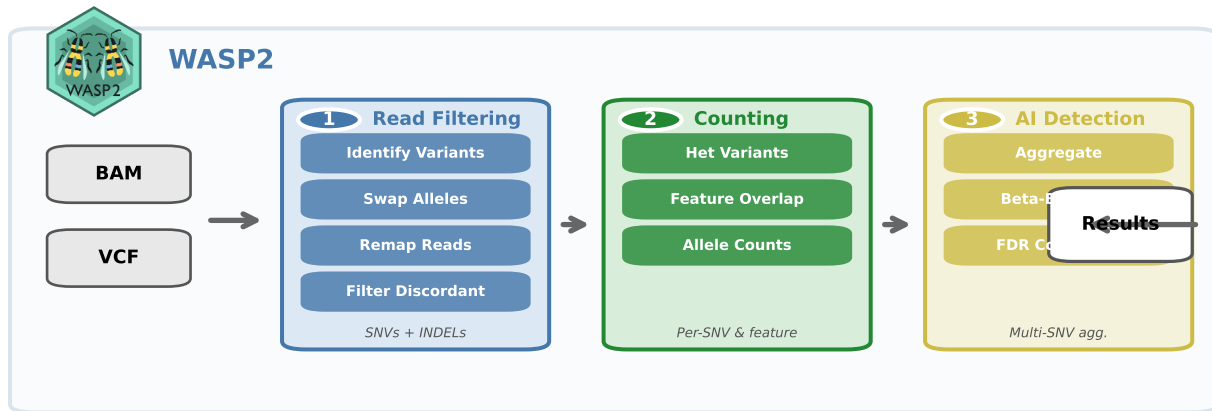 WASP2
WASP2
BAM
VCF
1 Read Filtering
Identify Variants
Swap Alleles
Remap Reads
Filter Discordant
SNVs + INDELs
2 Counting
Het Variants
Feature Overlap
Allele Counts
Per-SNV & feature
3 AI Detection
Aggregate
FDR
Multi-SNV agg.
Results